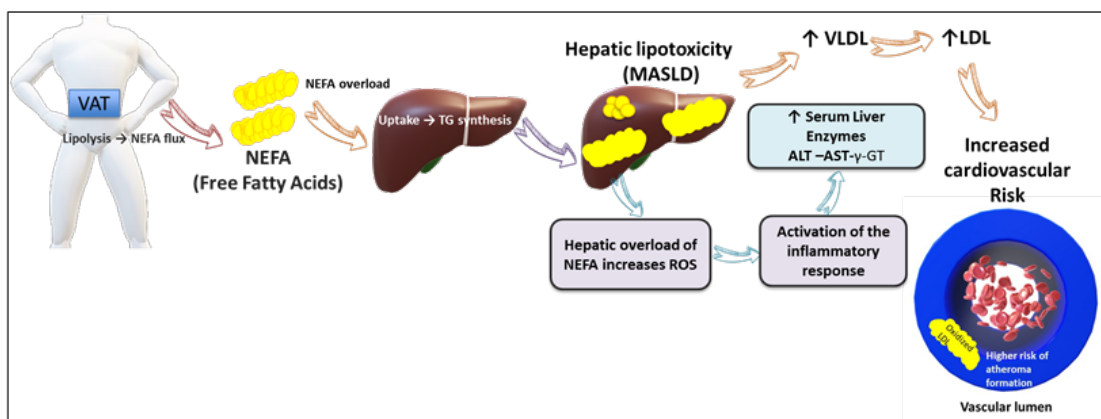 VAT
Lipolysis → NEFA flux
NEFA overload
NEFA
(Free Fatty Acids)
Uptake → TG synthesis
Hepatic lipotoxicity
(MASLD)
↑ VLDL
↑LDL
↑ Serum Liver
Enzymes
ALT –AST-γ-GT
Hepatic overload of
NEFA increases ROS
Activation of the
inflammatory
response
Increased
cardiovascular
Risk
Oxidized
LDL
Higher risk of
atheroma
formation
Vascular lumen